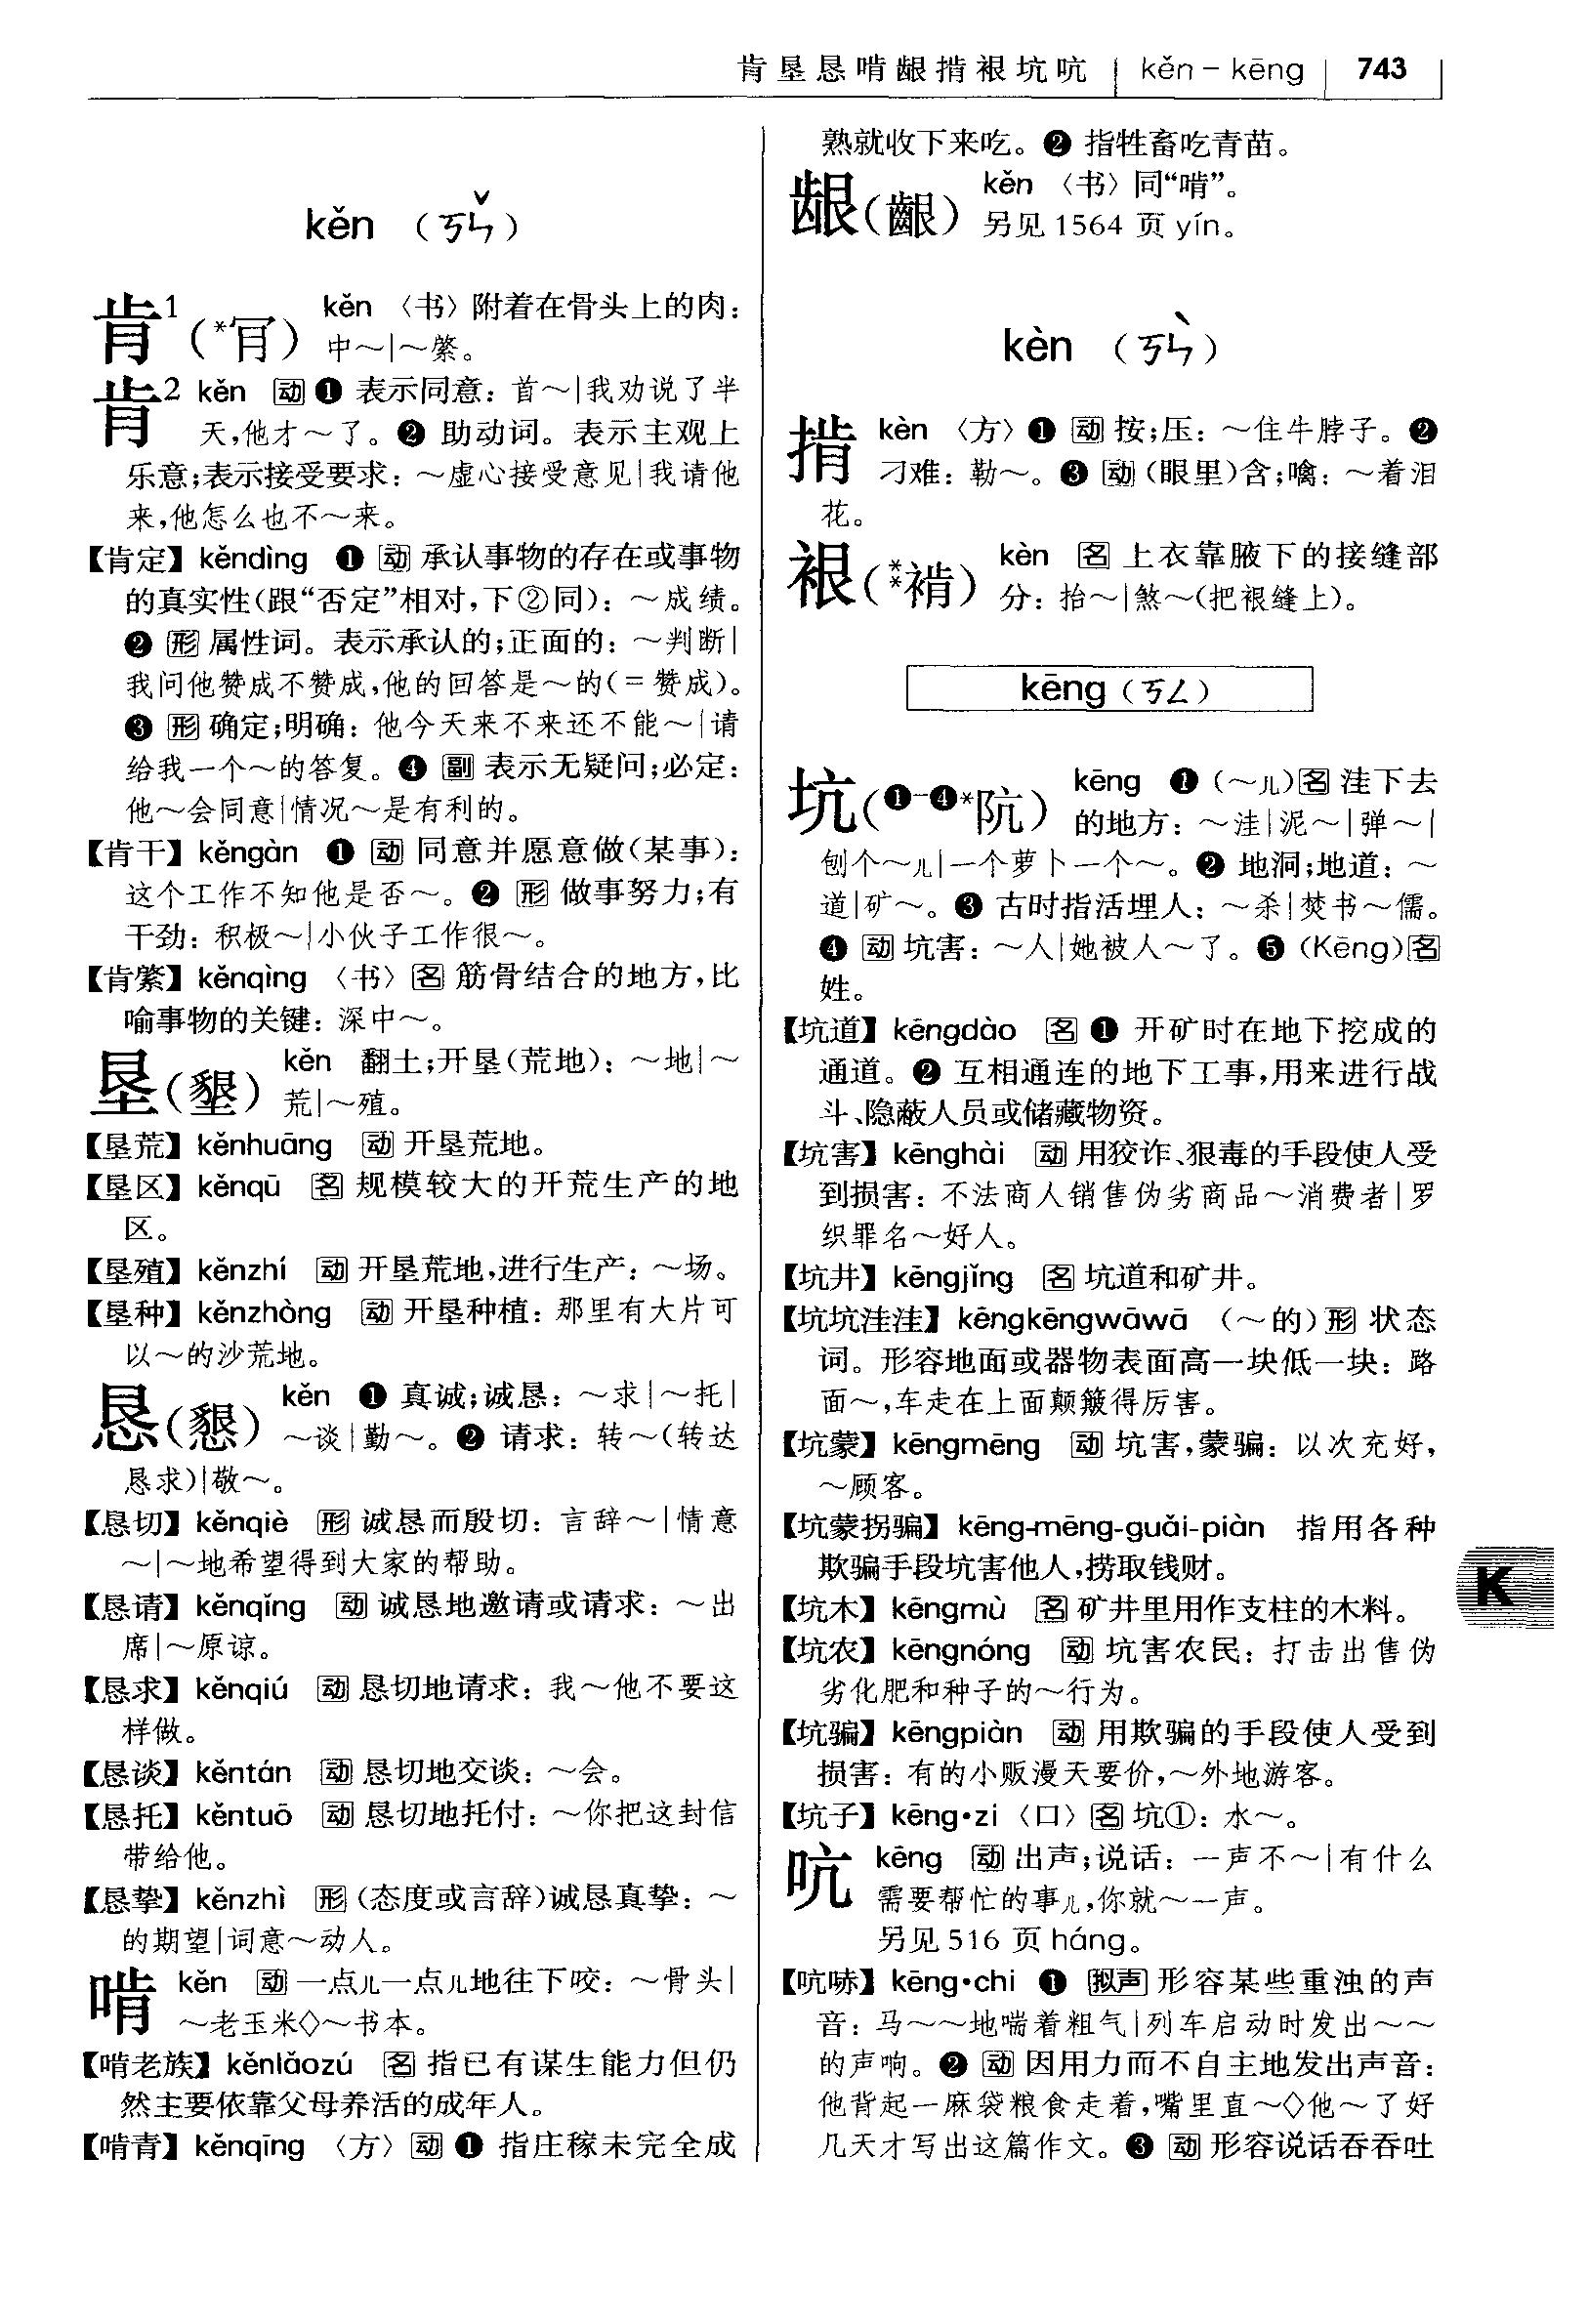 肯垦恳啃龈掯裉坑吭 kěn－kēng 743
kěn （ㄎㄣˇ）
肯¹（*肎） kěn 〈书〉附着在骨头上的肉：
中～|～綮。
肯² kěn 动 ❶ 表示同意：首～|我劝说了半
天，他才～了。❷ 助动词。表示主观上
乐意；表示接受要求：～虚心接受意见|我请他
来，他怎么也不～来。
【肯定】kěndìng ❶ 动 承认事物的存在或事物
的真实性（跟“否定”相对，下②同）：～成绩。
❷ 形 属性词。表示承认的；正面的：～判断|
我问他赞成不赞成，他的回答是～的（＝赞成）。
❸ 形 确定；明确：他今天来不来还不能～|请
给我一个～的答复。❹ 副 表示无疑问；必定：
他～会同意|情况～是有利的。
【肯干】kěngàn ❶ 动 同意并愿意做（某事）：
这个工作不知他是否～。❷ 形 做事努力；有
干劲：积极～|小伙子工作很～。
【肯綮】kěnqìng 〈书〉名 筋骨结合的地方，比
喻事物的关键：深中～。
垦（墾） kěn 翻土；开垦（荒地）：～地|～
荒|～殖。
【垦荒】kěnhuāng 动 开垦荒地。
【垦区】kěnqū 名 规模较大的开荒生产的地
区。
【垦殖】kěnzhí 动 开垦荒地，进行生产：～场。
【垦种】kěnzhòng 动 开垦种植：那里有大片可
以～的沙荒地。
恳（懇） kěn ❶ 真诚；诚恳：～求|～托|
～谈|勤～。❷ 请求：转～（转达
恳求）|敬～。
【恳切】kěnqiè 形 诚恳而殷切：言辞～|情意
～|～地希望得到大家的帮助。
【恳请】kěnqǐng 动 诚恳地邀请或请求：～出
席|～原谅。
【恳求】kěnqiú 动 恳切地请求：我～他不要这
样做。
【恳谈】kěntán 动 恳切地交谈：～会。
【恳托】kěntuō 动 恳切地托付：～你把这封信
带给他。
【恳挚】kěnzhì 形（态度或言辞）诚恳真挚：～
的期望|词意～动人。
啃 kěn 动 一点儿一点儿地往下咬：～骨头|
～老玉米◇～书本。
【啃老族】kěnlǎozú 名 指已有谋生能力但仍
然主要依靠父母养活的成年人。
【啃青】kěnqīng 〈方〉动 ❶ 指庄稼未完全成
熟就收下来吃。❷ 指牲畜吃青苗。
龈（齦） kěn 〈书〉同“啃”。
另见1564页yín。
kèn （ㄎㄣˋ）
掯 kèn 〈方〉❶ 动 按；压：～住牛脖子。❷
刁难：勒～。❸ 动（眼里）含；噙：～着泪
花。
裉（⁑褃） kèn 名 上衣靠腋下的接缝部
分：抬～|煞～（把裉缝上）。
kēng（ㄎㄥ）
坑（❶–❹*阬） kēng ❶（～儿）名 洼下去
的地方：～洼|泥～|弹～|
刨个～儿|一个萝卜一个～。❷ 地洞；地道：～
道|矿～。❸ 古时指活埋人：～杀|焚书～儒。
❹ 动 坑害：～人|她被人～了。❺（Kēng）名
姓。
【坑道】kēngdào 名 ❶ 开矿时在地下挖成的
通道。❷ 互相通连的地下工事，用来进行战
斗、隐蔽人员或储藏物资。
【坑害】kēnghài 动 用狡诈、狠毒的手段使人受
到损害：不法商人销售伪劣商品～消费者|罗
织罪名～好人。
【坑井】kēngjǐng 名 坑道和矿井。
【坑坑洼洼】kēngkēngwāwā （～的）形 状态
词。形容地面或器物表面高一块低一块：路
面～，车走在上面颠簸得厉害。
【坑蒙】kēngmēng 动 坑害，蒙骗：以次充好，
～顾客。
【坑蒙拐骗】kēng-mēng-guǎi-piàn 指用各种
欺骗手段坑害他人，捞取钱财。
【坑木】kēngmù 名 矿井里用作支柱的木料。
【坑农】kēngnóng 动 坑害农民：打击出售伪
劣化肥和种子的～行为。
【坑骗】kēngpiàn 动 用欺骗的手段使人受到
损害：有的小贩漫天要价，～外地游客。
【坑子】kēng·zi 〈口〉名 坑①：水～。
吭 kēng 动 出声；说话：一声不～|有什么
需要帮忙的事儿，你就～一声。
另见516页háng。
【吭哧】kēng·chi ❶ 拟声 形容某些重浊的声
音：马～～地喘着粗气|列车启动时发出～～
的声响。❷ 动 因用力而不自主地发出声音：
他背起一麻袋粮食走着，嘴里直～◇他～了好
几天才写出这篇作文。❸ 动 形容说话吞吞吐
K